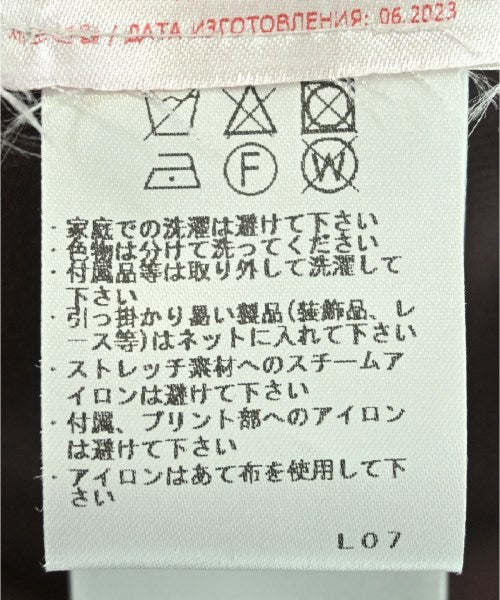 / ДАТА ИЗГОТОВЛЕНИЯ: 06.2023
F
W
・家庭での洗濯は避けて下さい
・色物は分けて洗ってください
・付属品等は取り外して洗濯して
下さい
・引っ掛かり易い製品(装飾品、レ
ース等)はネットに入れて下さい
・ストレッチ素材へのスチームア
イロンは避けて下さい
・付属、プリント部へのアイロン
は避けて下さい
・アイロンはあて布を使用して下
さい
L07